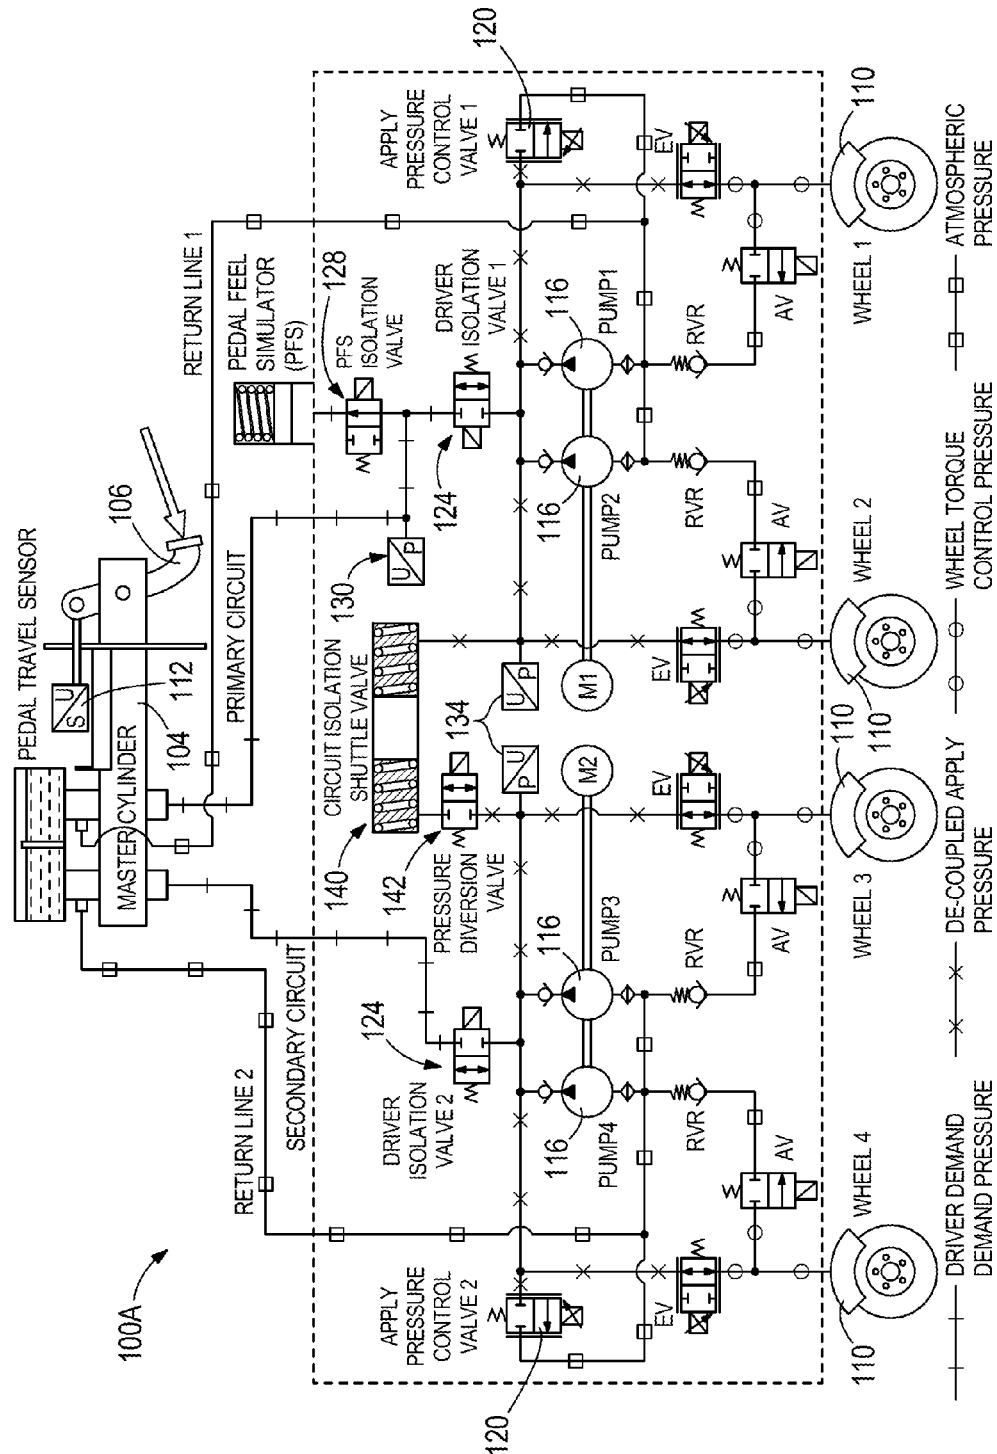 100A
PEDAL TRAVEL SENSOR
106
S
U
112
MASTER CYLINDER
104
RETURN LINE 2
SECONDARY CIRCUIT
PRIMARY CIRCUIT
RETURN LINE 1
PEDAL FEEL
SIMULATOR
(PFS)
128
PFS
ISOLATION
VALVE
130
U
P
CIRCUIT ISOLATION
SHUTTLE VALVE
140
142
PRESSURE
DIVERSION
VALVE
DRIVER
ISOLATION
VALVE 2
124
DRIVER
ISOLATION
VALVE 1
124
APPLY
PRESSURE
CONTROL
VALVE 2
120
APPLY
PRESSURE
CONTROL
VALVE 1
120
134
U
P
U
P
116
PUMP4
116
PUMP3
M2
M1
116
PUMP2
116
PUMP1
EV
RVR
RVR
EV
EV
RVR
RVR
EV
AV
AV
AV
AV
WHEEL 4
110
WHEEL 3
110
WHEEL 2
110
WHEEL 1
110
DRIVER DEMAND
DEMAND PRESSURE
DE-COUPLED APPLY
PRESSURE
WHEEL TORQUE
CONTROL PRESSURE
ATMOSPHERIC
PRESSURE